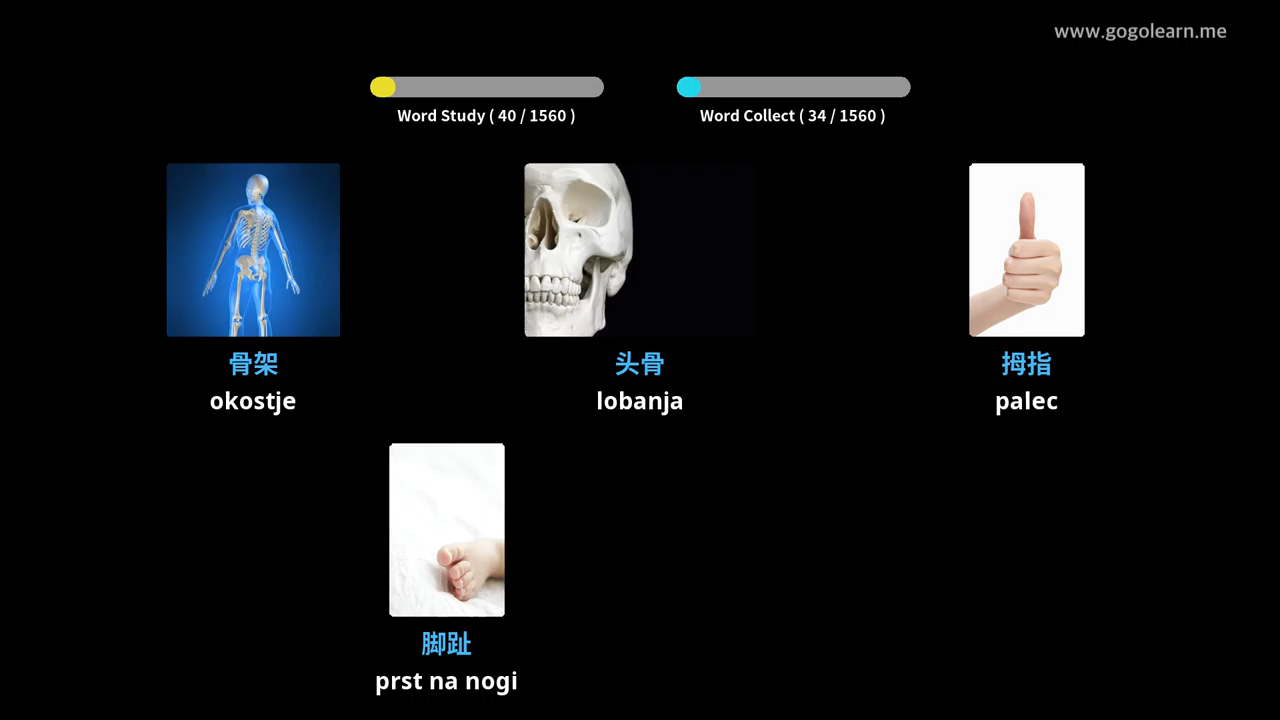 www.gogolearn.me
Word Study ( 40 / 1560 )
Word Collect ( 34 / 1560 )
骨架
头骨
拇指
okostje
lobanja
palec
脚趾
prst na nogi